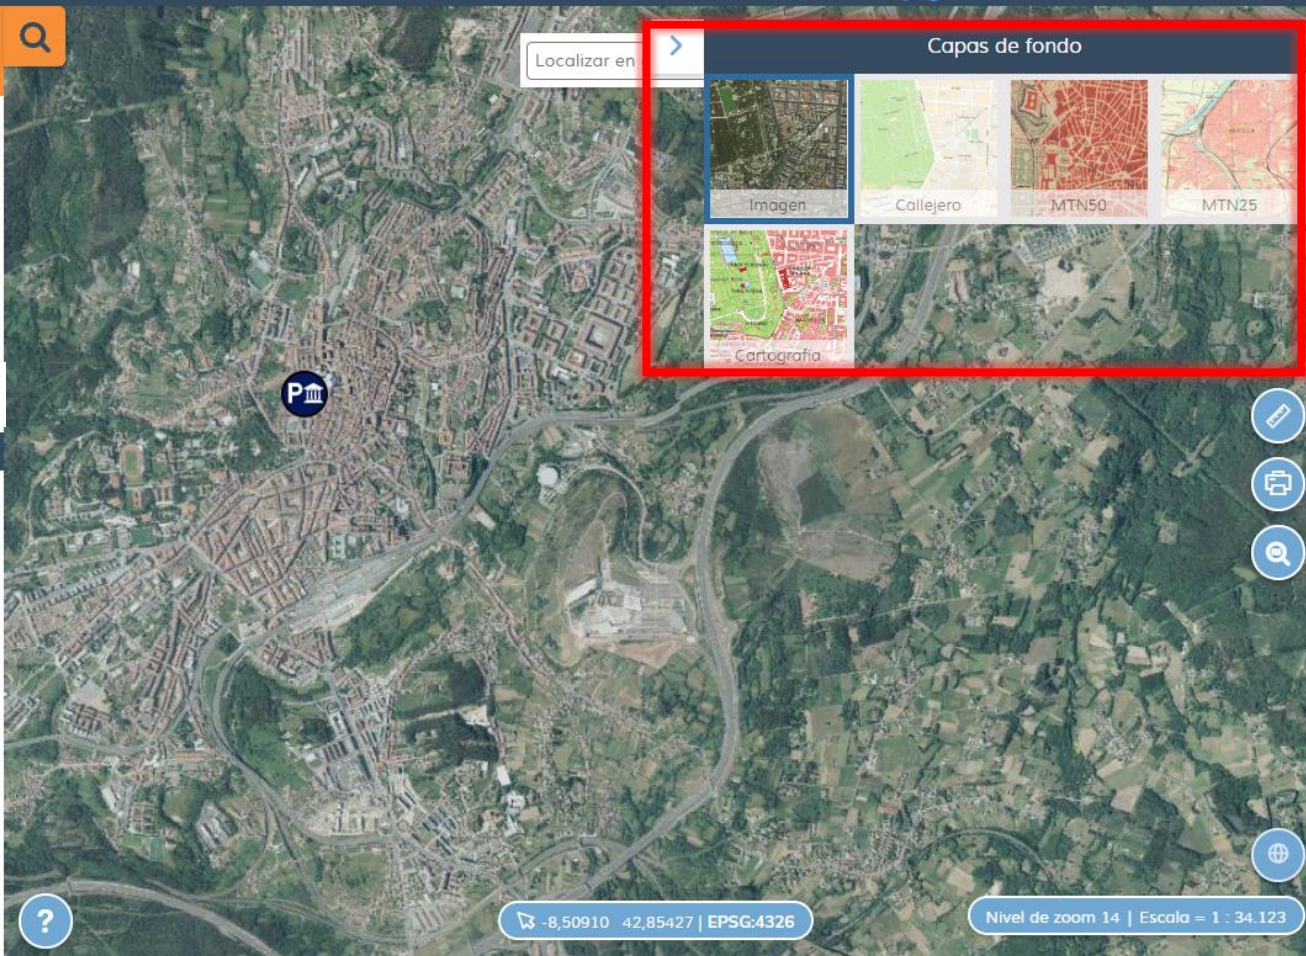 Localizar en
Capas de fondo
Imagen
Callejero
MTN50
MTN25
SEVILLA
Cartografía
P
?
-8,50910 42,85427 | EPSG:4326
Nivel de zoom 14 | Escala = 1 : 34.123